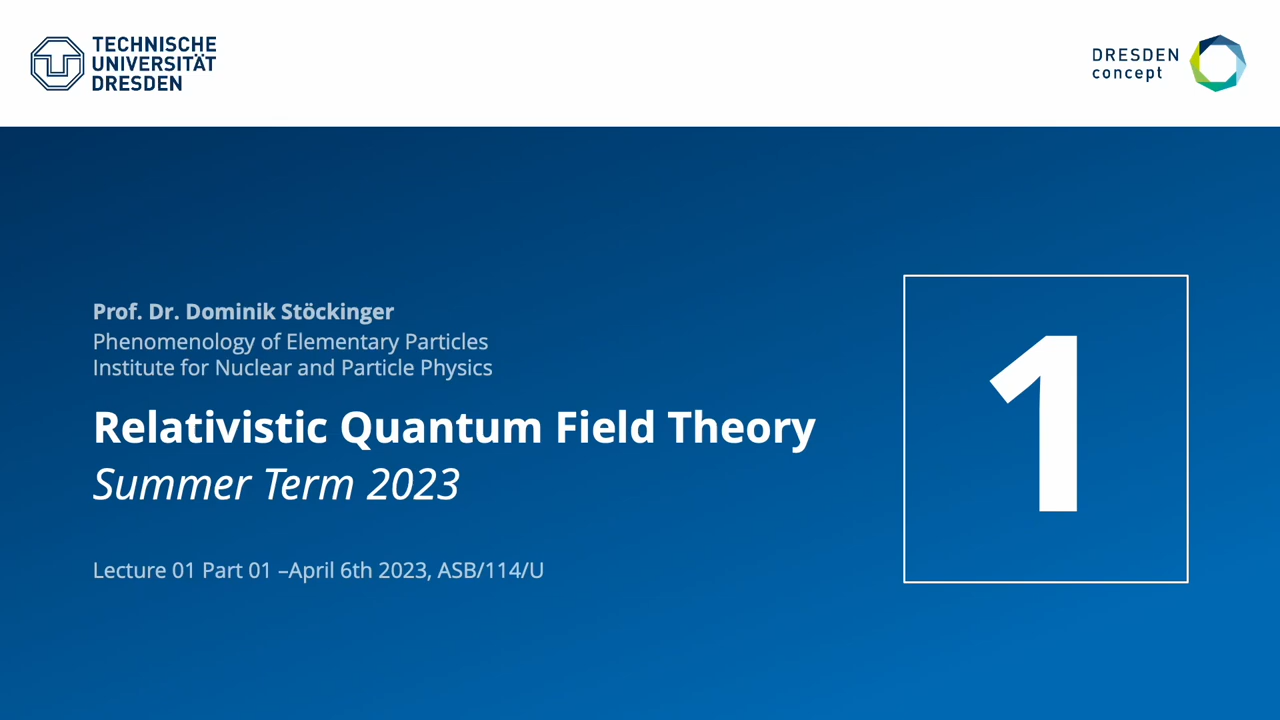 TECHNISCHE
UNIVERSITÄT
DRESDEN
DRESDEN
concept
Prof. Dr. Dominik Stöckinger
Phenomenology of Elementary Particles
Institute for Nuclear and Particle Physics
Relativistic Quantum Field Theory
Summer Term 2023
Lecture 01 Part 01 –April 6th 2023, ASB/114/U
1